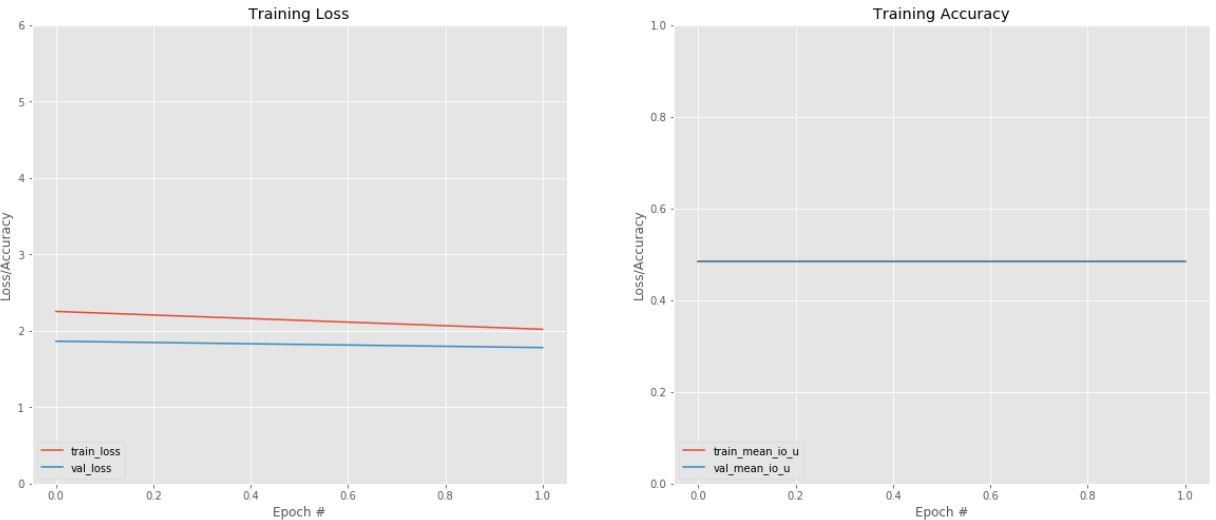 Training Loss
6
5
4
3
2
1
0
Loss/Accuracy
train_loss
val_loss
0.0 0.2 0.4 0.6 0.8 1.0
Epoch #
Training Accuracy
1.0
0.8
0.6
0.4
0.2
0.0
Loss/Accuracy
train_mean_io_u
val_mean_io_u
0.0 0.2 0.4 0.6 0.8 1.0
Epoch #